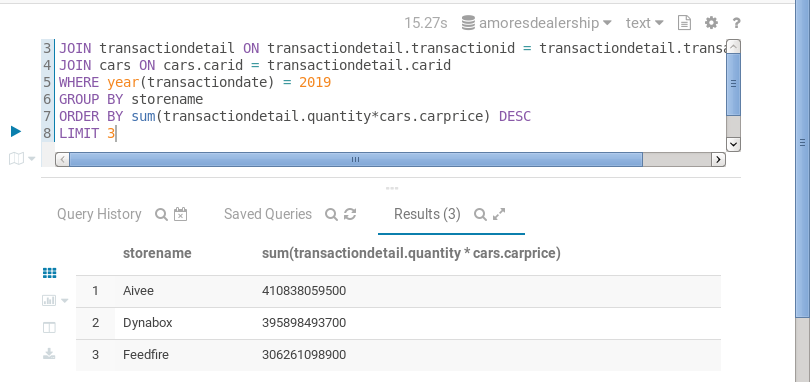 15.27s amoresdealership text ?
3 JOIN transactiondetail ON transactiondetail.transactionid =
4 JOIN cars ON cars.carid = transactiondetail.carid
5 WHERE year(transactiondate) = 2019
6 GROUP BY storename
7 ORDER BY sum(transactiondetail.quantity*cars.carprice) DESC
8 LIMIT 3
Query History Saved Queries Results (3)
storename sum(transactiondetail.quantity * cars.carprice)
1 Aivee 410838059500
2 Dynabox 395898493700
3 Feedfire 306261098900